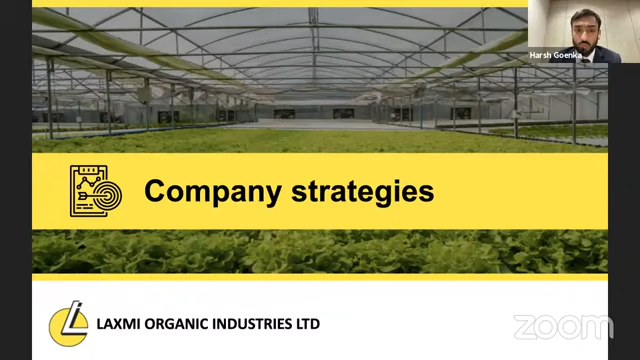 Harsh Goenka
Company strategies
LAXMI ORGANIC INDUSTRIES LTD
zoom